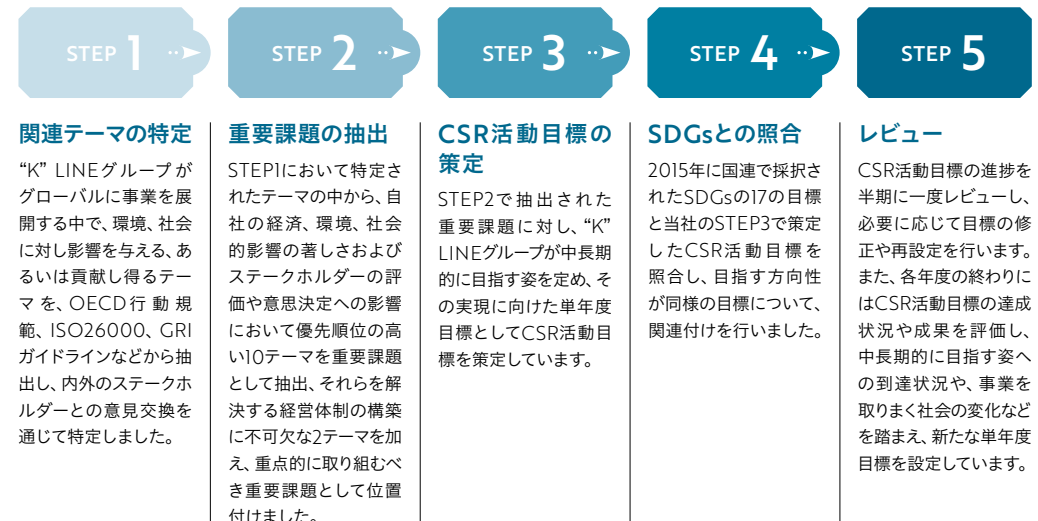 STEP 1
関連テーマの特定
“K” LINEグループが
グローバルに事業を展
開する中で、環境、社会
に対し影響を与える、あ
るいは貢献し得るテー
マを、OECD行動規
範、ISO26000、GRI
ガイドラインなどから抽
出し、内外のステークホ
ルダーとの意見交換を
通じて特定しました。
STEP 2
重要課題の抽出
STEP1において特定さ
れたテーマの中から、自
社の経済、環境、社会
的影響の著しさおよび
ステークホルダーの評
価や意思決定への影響
において優先順位の高
い10テーマを重要課題
として抽出、それらを解
決する経営体制の構築
に不可欠な2テーマを加
え、重点的に取り組むべ
き重要課題として位置
付けました。
STEP 3
CSR活動目標の
策定
STEP2で抽出された
重要課題に対し、“K”
LINEグループが中長期
的に目指す姿を定め、そ
の実現に向けた単年度
目標としてCSR活動目
標を策定しています。
STEP 4
SDGsとの照合
2015年に国連で採択さ
れたSDGsの17の目標
と当社のSTEP3で策定
したCSR活動目標を
照合し、目指す方向性
が同様の目標について、
関連付けを行いました。
STEP 5
レビュー
CSR活動目標の進捗を
半期に一度レビューし、
必要に応じて目標の修
正や再設定を行います。
また、各年度の終わりに
はCSR活動目標の達成
状況や成果を評価し、
中長期的に目指す姿へ
の到達状況や、事業を
取りまく社会の変化など
を踏まえ、新たな単年度
目標を設定しています。